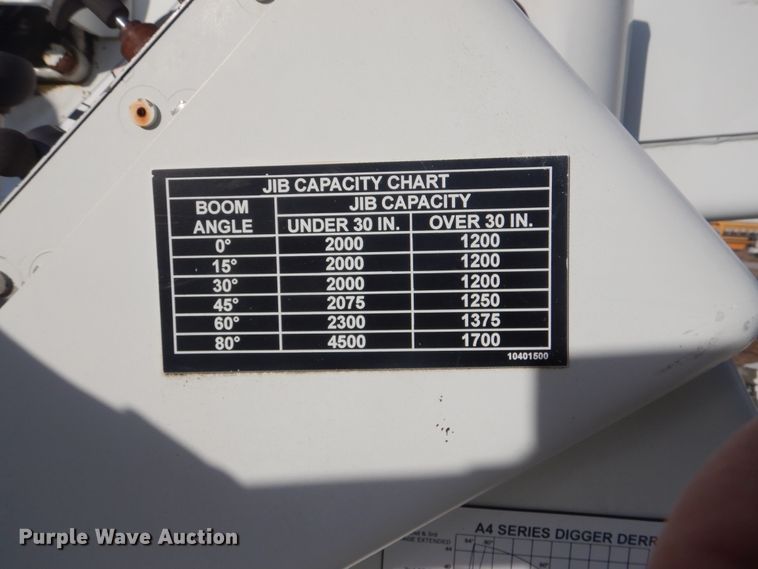 JIB CAPACITY CHART
BOOM ANGLE JIB CAPACITY
UNDER 30 IN. OVER 30 IN.
0° 2000 1200
15° 2000 1200
30° 2000 1200
45° 2075 1250
60° 2300 1375
80° 4500 1700
10401500
A4 SERIES DIGGER DERR
EXTENDED
Purple Wave Auction